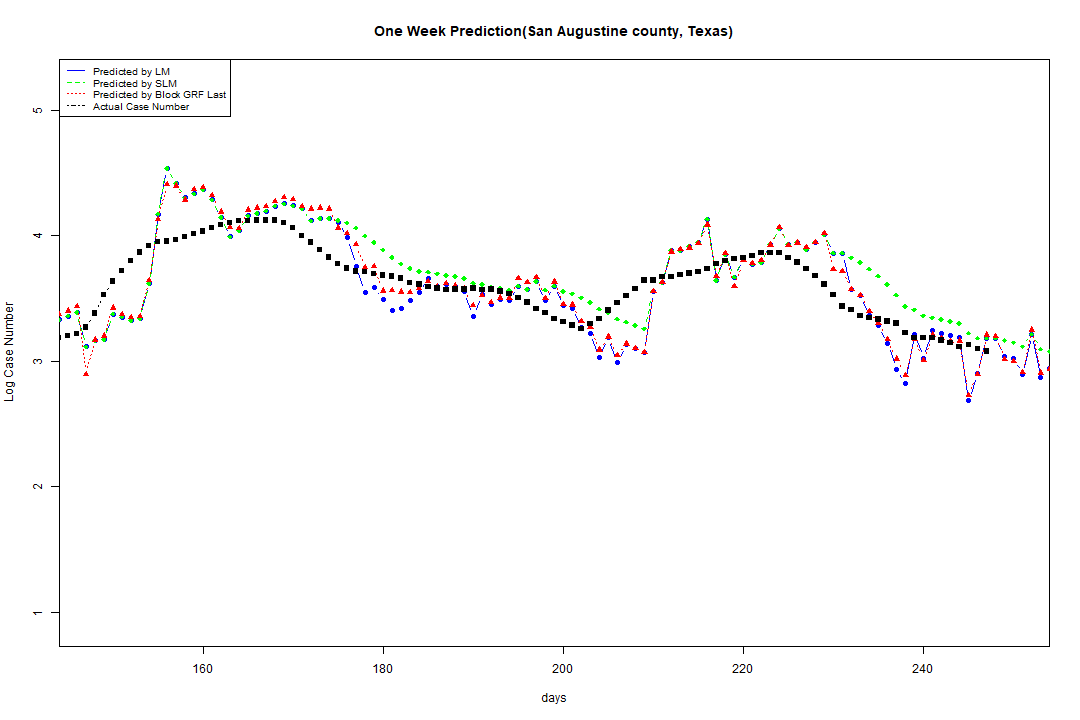 One Week Prediction(San Augustine county, Texas)
Predicted by LM
Predicted by SLM
Predicted by Block GRF Last
Actual Case Number
5
4
3
2
1
Log Case Number
160 180 200 220 240
days